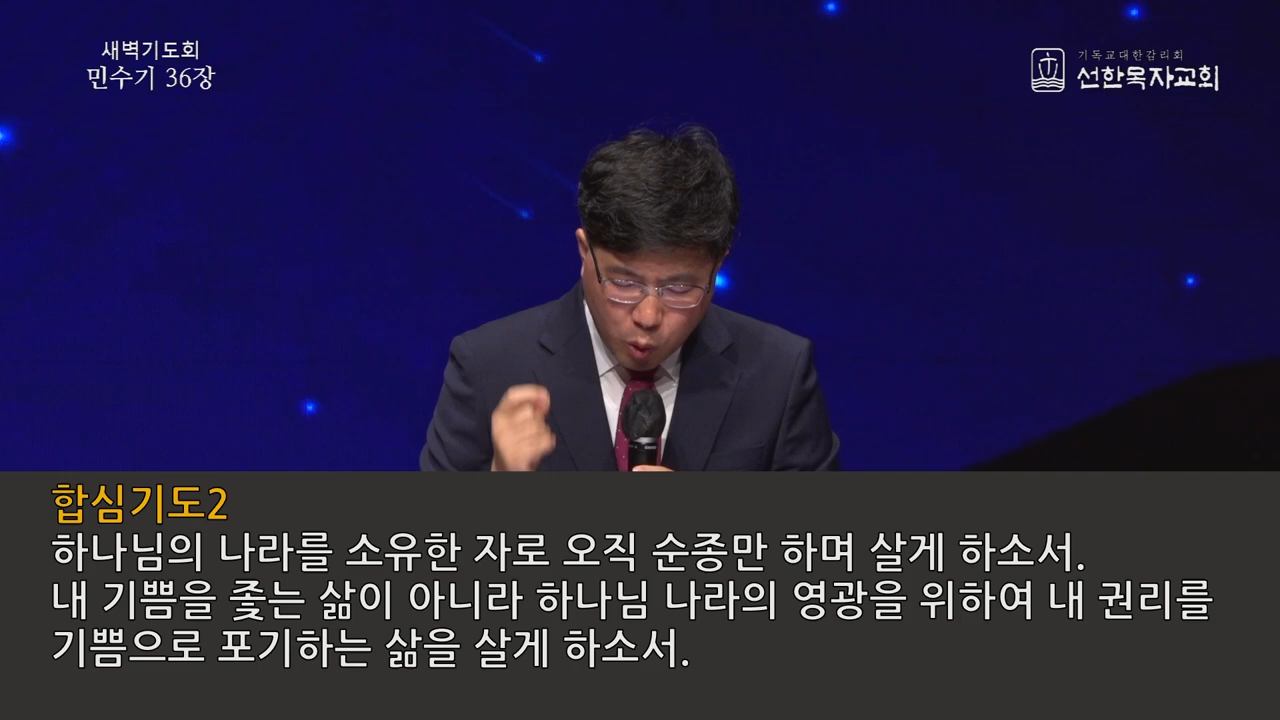 새벽기도회
민수기 36장
기독교대한감리회
선한목자교회
합심기도2
하나님의 나라를 소유한 자로 오직 순종만 하며 살게 하소서.
내 기쁨을 좇는 삶이 아니라 하나님 나라의 영광을 위하여 내 권리를
기쁨으로 포기하는 삶을 살게 하소서.